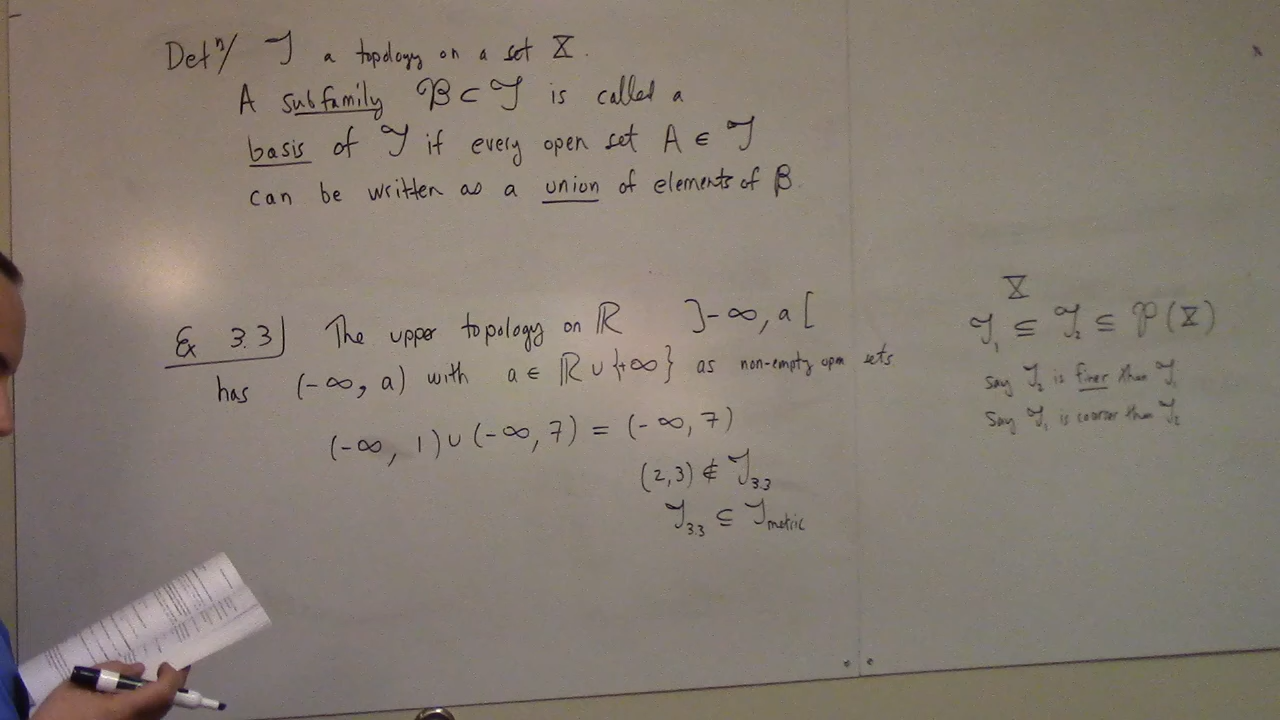 Defⁿ/ 𝒯 a topology on a set X.
A subfamily ℬ ⊂ 𝒯 is called a
basis of 𝒯 if every open set A ∈ 𝒯
can be written as a union of elements of ℬ.
Ex 3.3 The upper topology on ℝ ]-∞, a[
has (-∞, a) with a ∈ ℝ ∪ {+∞} as non-empty open sets
(-∞, 1) ∪ (-∞, 7) = (-∞, 7)
(2,3) ∉ 𝒯₃.₃
𝒯₃.₃ ⊆ 𝒯metric
X
𝒯₁ ⊆ 𝒯₂ ⊆ 𝒫(X)
say 𝒯₂ is finer than 𝒯₁
say 𝒯₁ is coarser than 𝒯₂